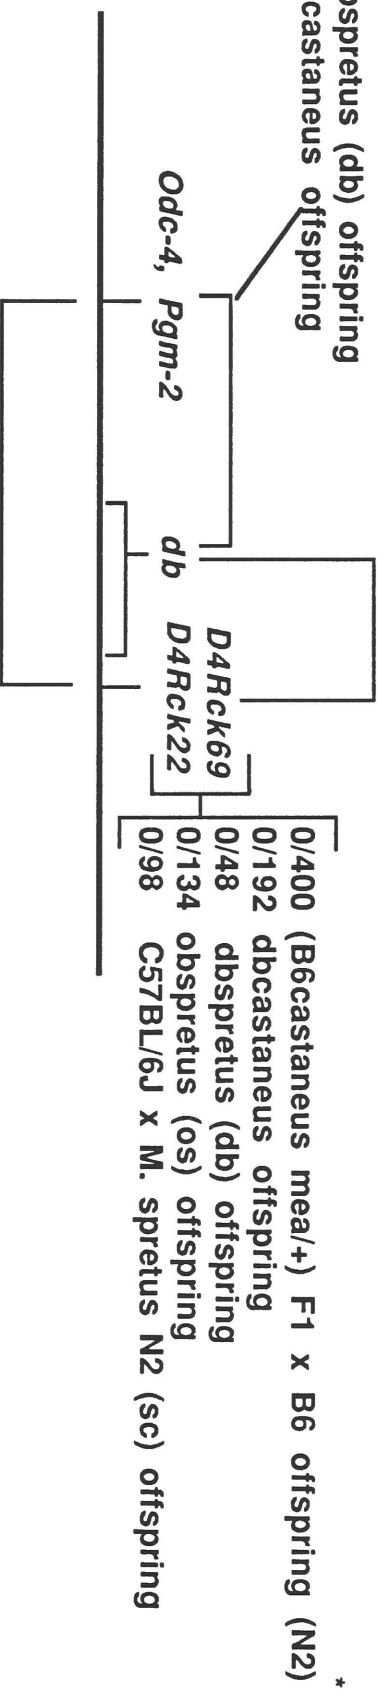 spretus (db) offspring
castaneus offspring
Odc-4, Pgm-2
db
D4Rck69
D4Rck22
0/400 (B6castaneus mea/+) F1 x B6 offspring (N2) *
0/192 dbcastaneus offspring
0/48 dbspretus (db) offspring
0/134 obspretus (os) offspring
0/98 C57BL/6J x M. spretus N2 (sc) offspring